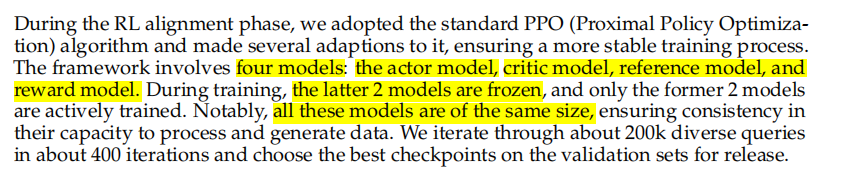 During the RL alignment phase, we adopted the standard PPO (Proximal Policy Optimiza-
tion) algorithm and made several adaptions to it, ensuring a more stable training process.
The framework involves four models: the actor model, critic model, reference model, and
reward model. During training, the latter 2 models are frozen, and only the former 2 models
are actively trained. Notably, all these models are of the same size, ensuring consistency in
their capacity to process and generate data. We iterate through about 200k diverse queries
in about 400 iterations and choose the best checkpoints on the validation sets for release.